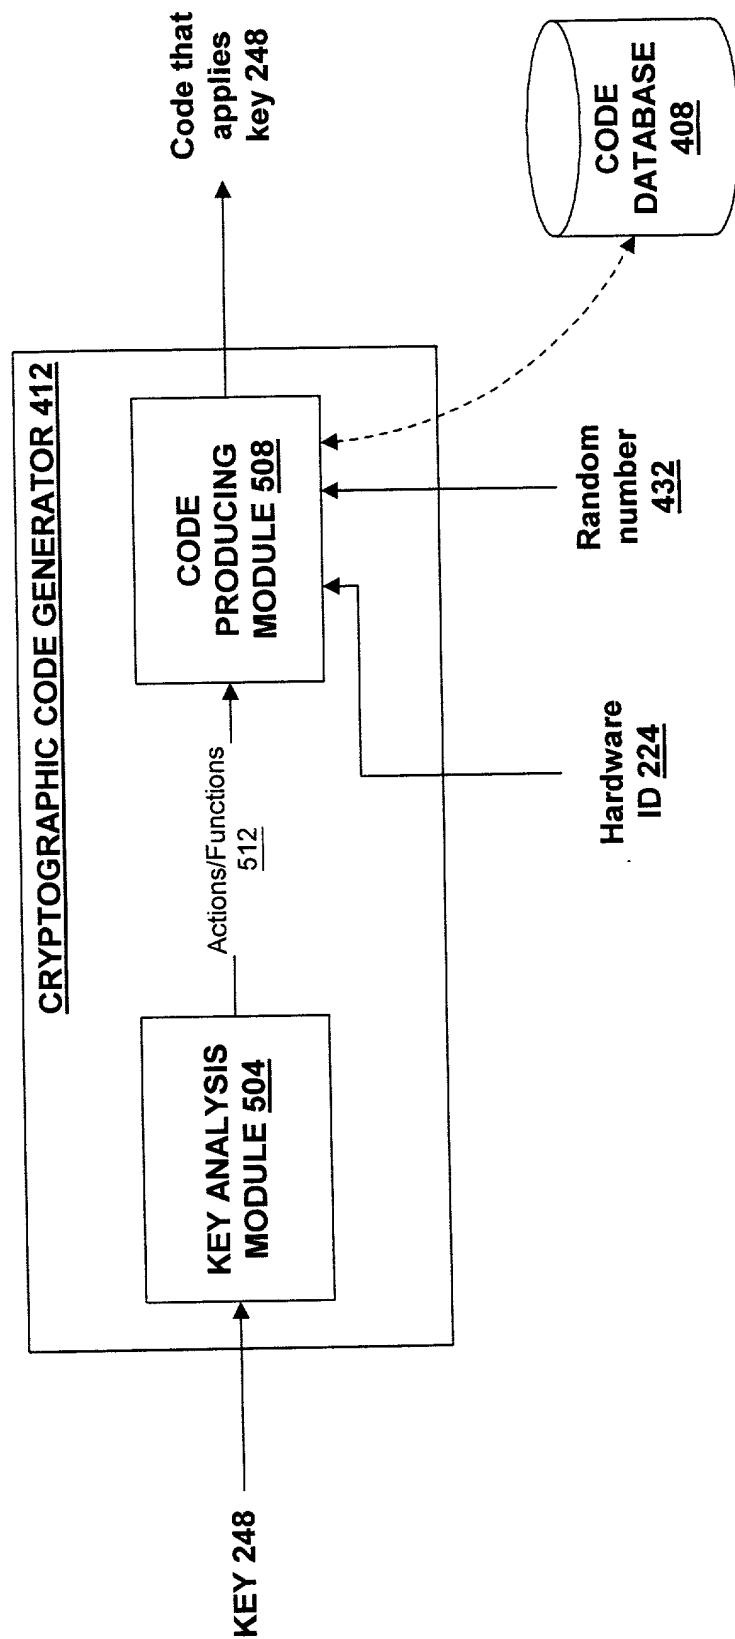 CRYPTOGRAPHIC CODE GENERATOR 412
KEY 248
KEY ANALYSIS
MODULE 504
Actions/Functions
512
CODE
PRODUCING
MODULE 508
Code that
applies
key 248
Hardware
ID 224
Random
number
432
CODE
DATABASE
408